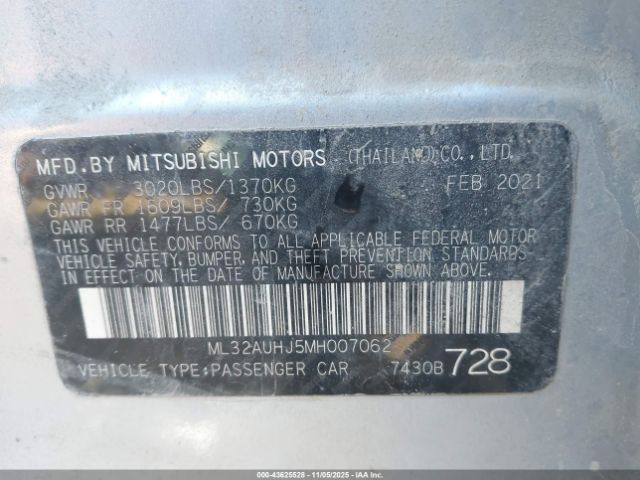 MFD.BY MITSUBISHI MOTORS (THAILAND)CO.,LTD.
GVWR 3020LBS/1370KG FEB 2021
GAWR FR 1609LBS/ 730KG
GAWR RR 1477LBS/ 670KG
THIS VEHICLE CONFORMS TO ALL APPLICABLE FEDERAL MOTOR
VEHICLE SAFETY, BUMPER, AND THEFT PREVENTION STANDARDS
IN EFFECT ON THE DATE OF MANUFACTURE SHOWN ABOVE.
ML32AUHJ5MH007062
VEHICLE TYPE:PASSENGER CAR 7430B 728
000-43625528 - 11/05/2025 - IAAI.COM